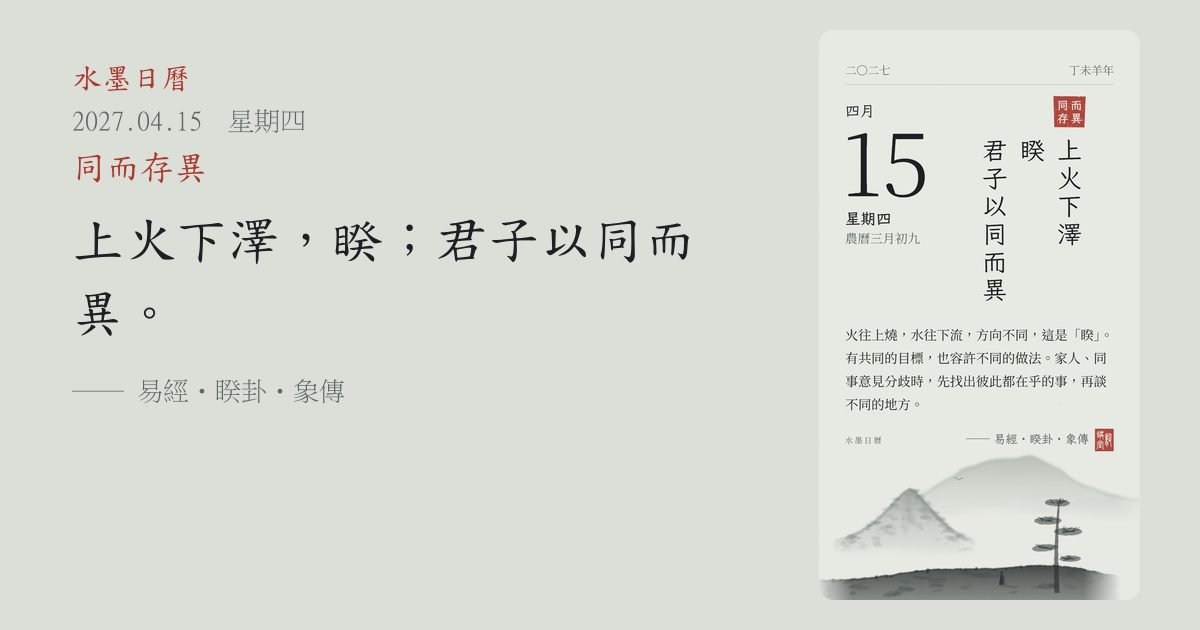 水墨日曆
2027.04.15 星期四
同而存異
上火下澤，睽；君子以同而
異。
—— 易經・睽卦・象傳
二〇二七
丁未羊年
四月
15
星期四
農曆三月初九
同而存異
上火下澤
睽
君子以同而異
火往上燒，水往下流，方向不同，這是「睽」。
有共同的目標，也容許不同的做法。家人、同
事意見分歧時，先找出彼此都在乎的事，再談
不同的地方。
水墨日曆
—— 易經・睽卦・象傳